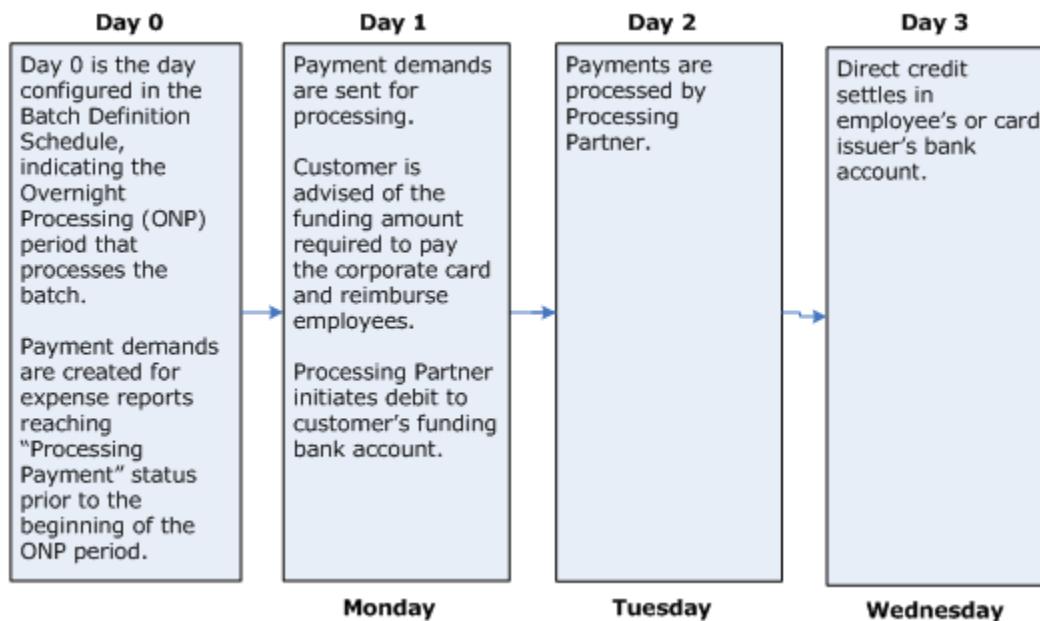 Day 0
Day 0 is the day
configured in the
Batch Definition
Schedule,
indicating the
Overnight
Processing (ONP)
period that
processes the
batch.
Payment demands
are created for
expense reports
reaching
“Processing
Payment” status
prior to the
beginning of the
ONP period.
Day 1
Payment demands
are sent for
processing.
Customer is
advised of the
funding amount
required to pay
the corporate card
and reimburse
employees.
Processing Partner
initiates debit to
customer’s funding
bank account.
Monday
Day 2
Payments are
processed by
Processing
Partner.
Tuesday
Day 3
Direct credit
settles in
employee’s or card
issuer’s bank
account.
Wednesday